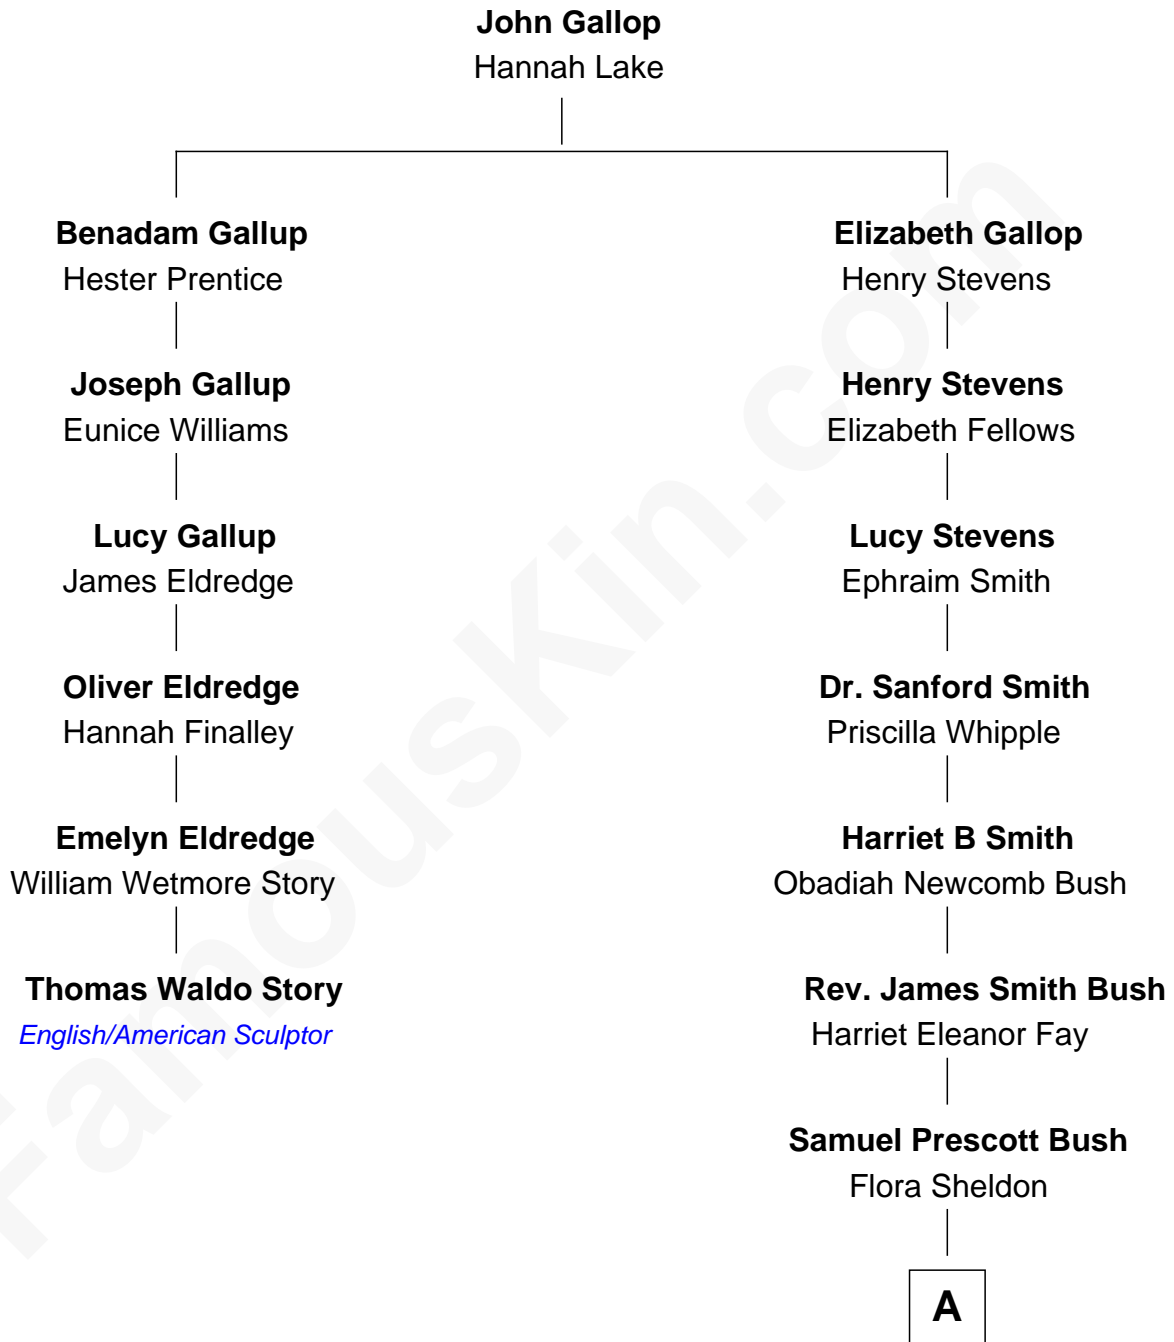 John Gallop
Hannah Lake
Benadam Gallup
Hester Prentice
Elizabeth Gallop
Henry Stevens
Joseph Gallup
Eunice Williams
Henry Stevens
Elizabeth Fellows
Lucy Gallup
James Eldredge
Lucy Stevens
Ephraim Smith
Oliver Eldredge
Hannah Finalley
Dr. Sanford Smith
Priscilla Whipple
Emelyn Eldredge
William Wetmore Story
Harriet B Smith
Obadiah Newcomb Bush
Thomas Waldo Story
English/American Sculptor
Rev. James Smith Bush
Harriet Eleanor Fay
Samuel Prescott Bush
Flora Sheldon
A
FamousKin.com